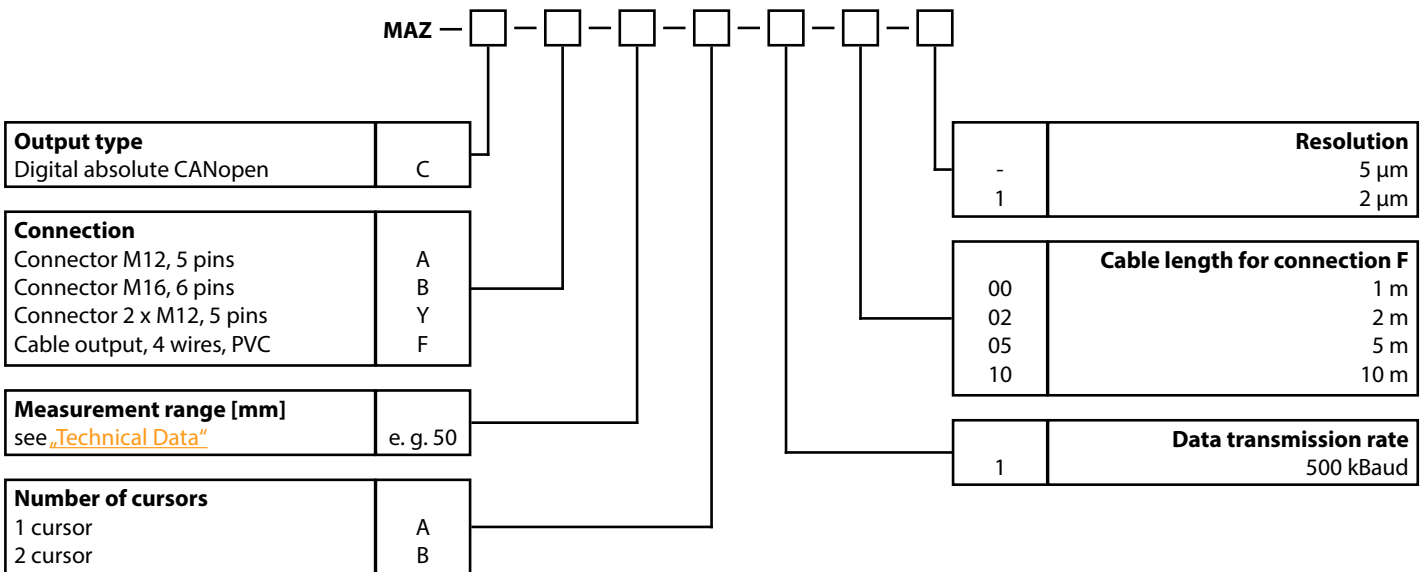 MAZ — — — — — — —
Output type
Digital absolute CANopen C
Connection
Connector M12, 5 pins A
Connector M16, 6 pins B
Connector 2 x M12, 5 pins Y
Cable output, 4 wires, PVC F
Measurement range [mm]
see „Technical Data“ e. g. 50
Number of cursors
1 cursor A
2 cursor B
Resolution
- 5 µm
1 2 µm
Cable length for connection F
00 1 m
02 2 m
05 5 m
10 10 m
Data transmission rate
1 500 kBaud